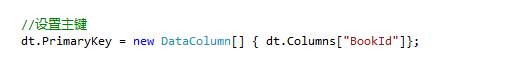 //设置主键
dt.PrimaryKey = new DataColumn[] { dt.Columns["BookId"]};